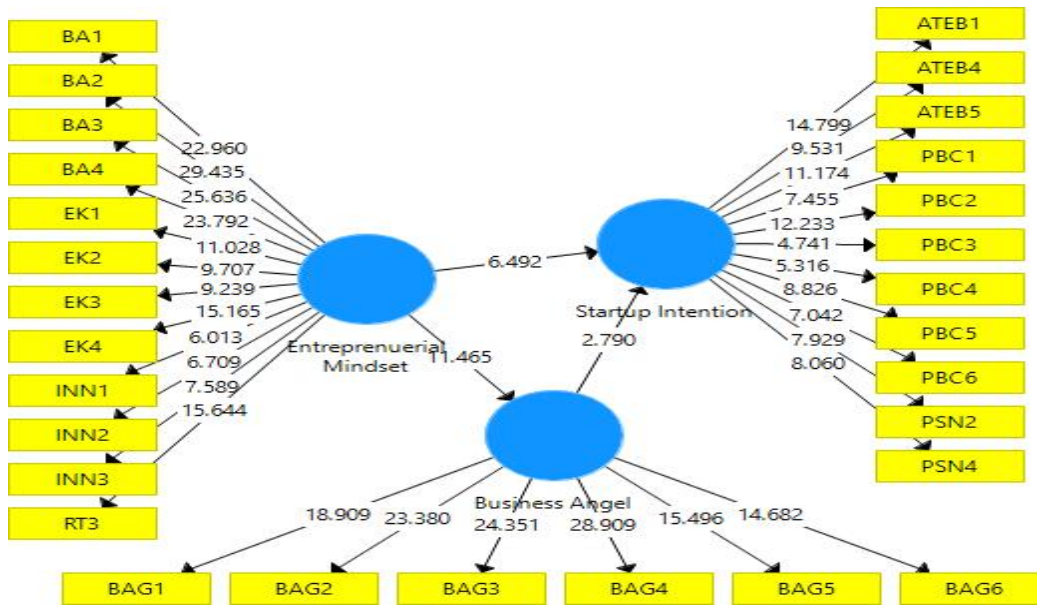 BA1
BA2
BA3
BA4
EK1
EK2
EK3
EK4
INN1
INN2
INN3
RT3
22.960
29.435
25.636
23.792
11.028
9.707
9.239
15.165
6.013
6.709
7.589
15.644
Entreprenuerial
Mindset
6.492
11.465
Startup Intention
2.790
14.799
9.531
11.174
7.455
12.233
4.741
5.316
8.826
7.042
7.929
8.060
ATEB1
ATEB4
ATEB5
PBC1
PBC2
PBC3
PBC4
PBC5
PBC6
PSN2
PSN4
Business Angel
18.909
23.380
24.351
28.909
15.496
14.682
BAG1
BAG2
BAG3
BAG4
BAG5
BAG6